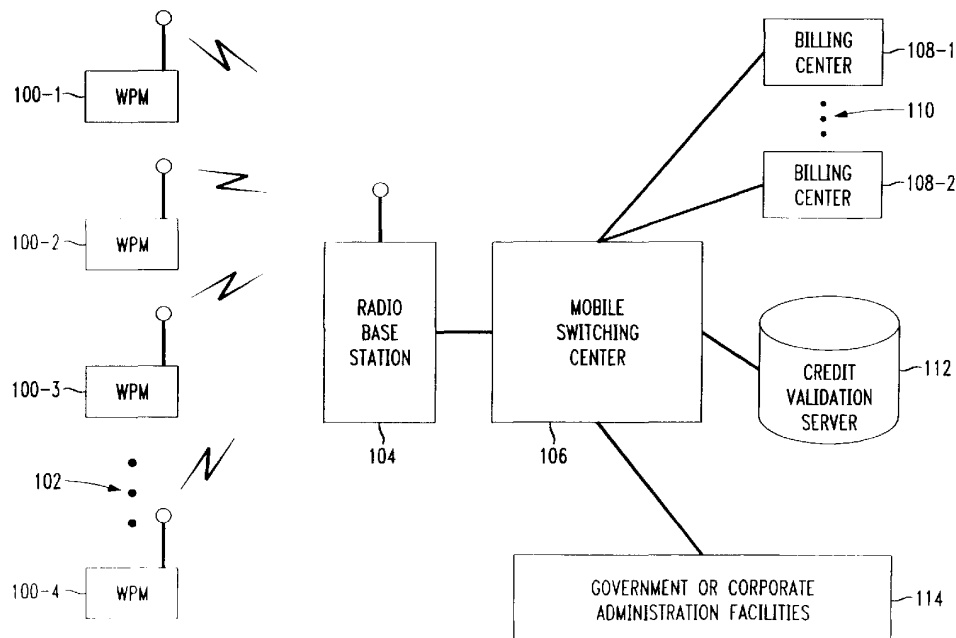 100-1
WPM
100-2
WPM
100-3
WPM
102
100-4
WPM
RADIO
BASE
STATION
104
MOBILE
SWITCHING
CENTER
106
BILLING
CENTER
108-1
110
BILLING
CENTER
108-2
CREDIT
VALIDATION
SERVER
112
GOVERNMENT OR CORPORATE
ADMINISTRATION FACILITIES
114